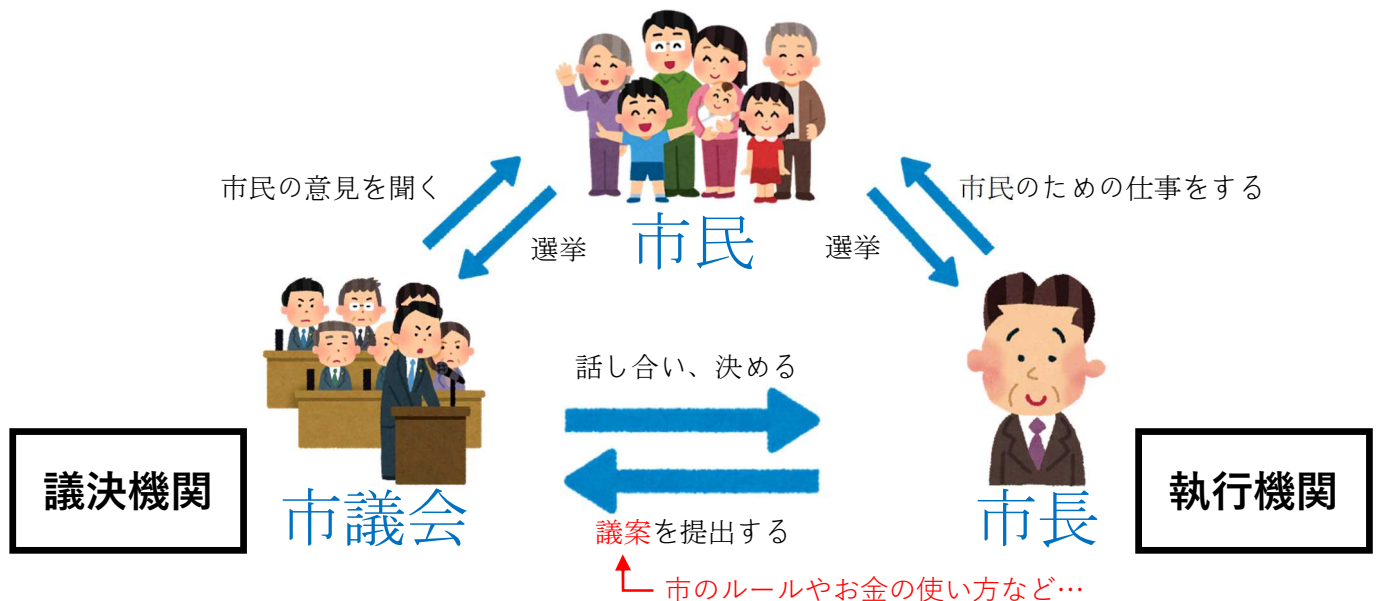 市民の意見を聞く
市民のための仕事をする
選挙
市民
選挙
話し合い、決める
議決機関
市議会
市長
執行機関
議案を提出する
市のルールやお金の使い方など…